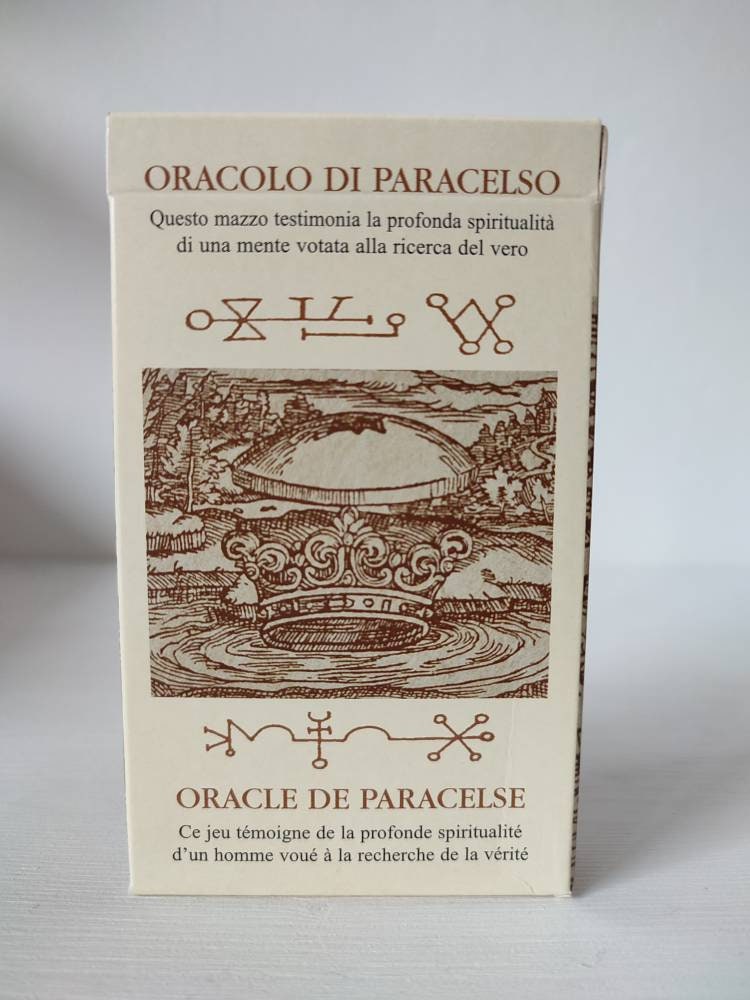 ORACOLO DI PARACELSO
Questo mazzo testimonia la profonda spiritualità
di una mente votata alla ricerca del vero
ORACLE DE PARACELSE
Ce jeu témoigne de la profonde spiritualité
d'un homme voué à la recherche de la vérité